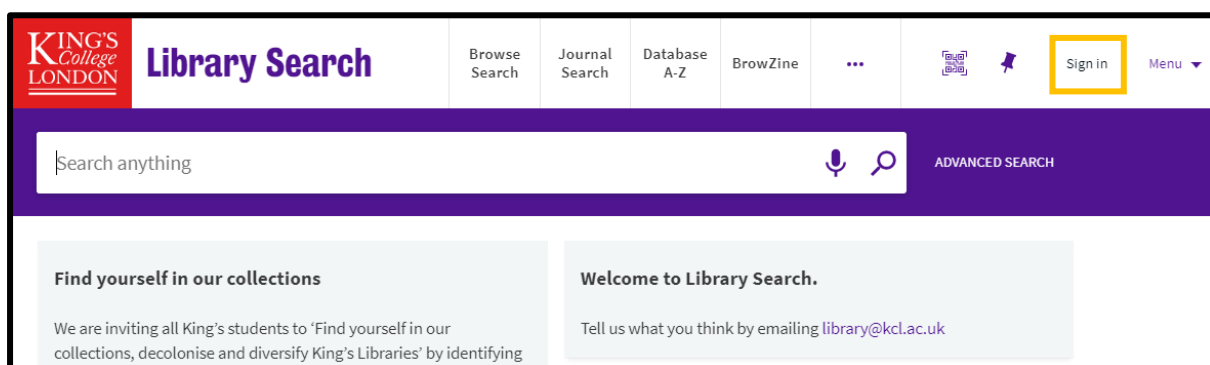 KING'S
College
LONDON
Library Search
Browse
Search
Journal
Search
Database
A-Z
BrowZine
•••
Sign in
Menu
Search anything
ADVANCED SEARCH
Find yourself in our collections
We are inviting all King's students to ‘Find yourself in our
collections, decolonise and diversify King's Libraries’ by identifying
Welcome to Library Search.
Tell us what you think by emailing library@kcl.ac.uk